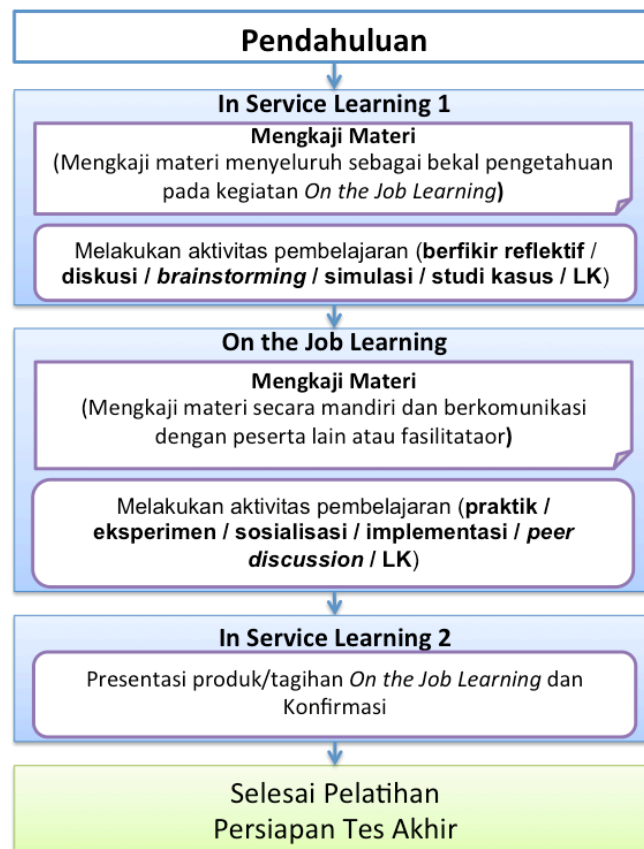 Pendahuluan
In Service Learning 1
Mengkaji Materi
(Mengkaji materi menyeluruh sebagai bekal pengetahuan
pada kegiatan On the Job Learning)
Melakukan aktivitas pembelajaran (berfikir reflektif /
diskusi / brainstorming / simulasi / studi kasus / LK)
On the Job Learning
Mengkaji Materi
(Mengkaji materi secara mandiri dan berkomunikasi
dengan peserta lain atau fasilitataor)
Melakukan aktivitas pembelajaran (praktik /
eksperimen / sosialisasi / implementasi / peer
discussion / LK)
In Service Learning 2
Presentasi produk/tagihan On the Job Learning dan
Konfirmasi
Selesai Pelatihan
Persiapan Tes Akhir